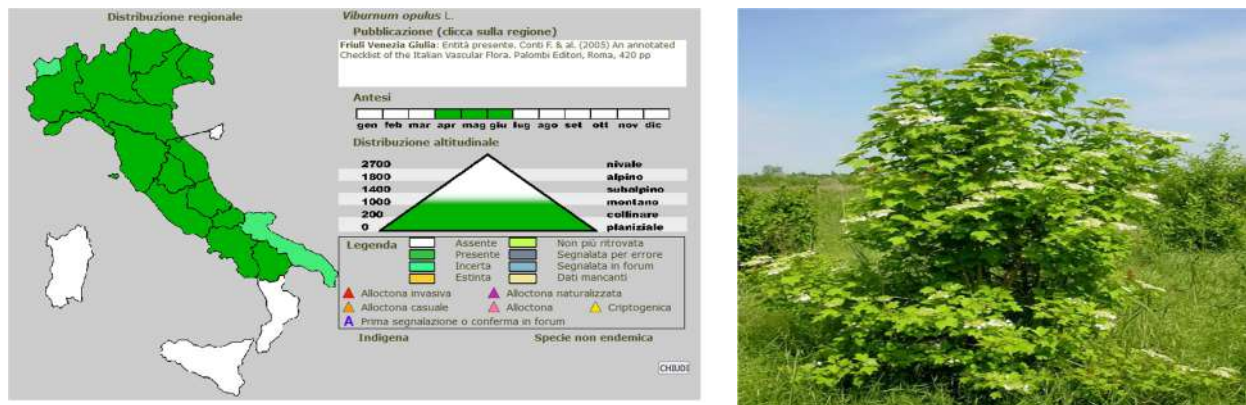 Distribuzione regionale
Viburnum opulus L.
Pubblicazione (clicca sulla regione)
Friuli Venezia Giulia: Entità presente. Conti F. & al. (2005) An annotated
Checklist of the Italian Vascular Flora. Palombi Editori, Roma, 420 pp
Antesi
gen feb mar apr mag giu lug ago set ott nov dic
Distribuzione altitudinale
2700 nivale
1800 alpino
1400 subalpino
1000 montano
200 collinare
0 planiziale
Legenda Assente Non più ritrovata
Presente Segnalata per errore
Incerta Segnalata in forum
Estinta Dati mancanti
Alloctona invasiva Alloctona naturalizzata
Alloctona casuale Alloctona Criptogenica
A Prima segnalazione o conferma in forum
Indigena Specie non endemica
CHIUDI